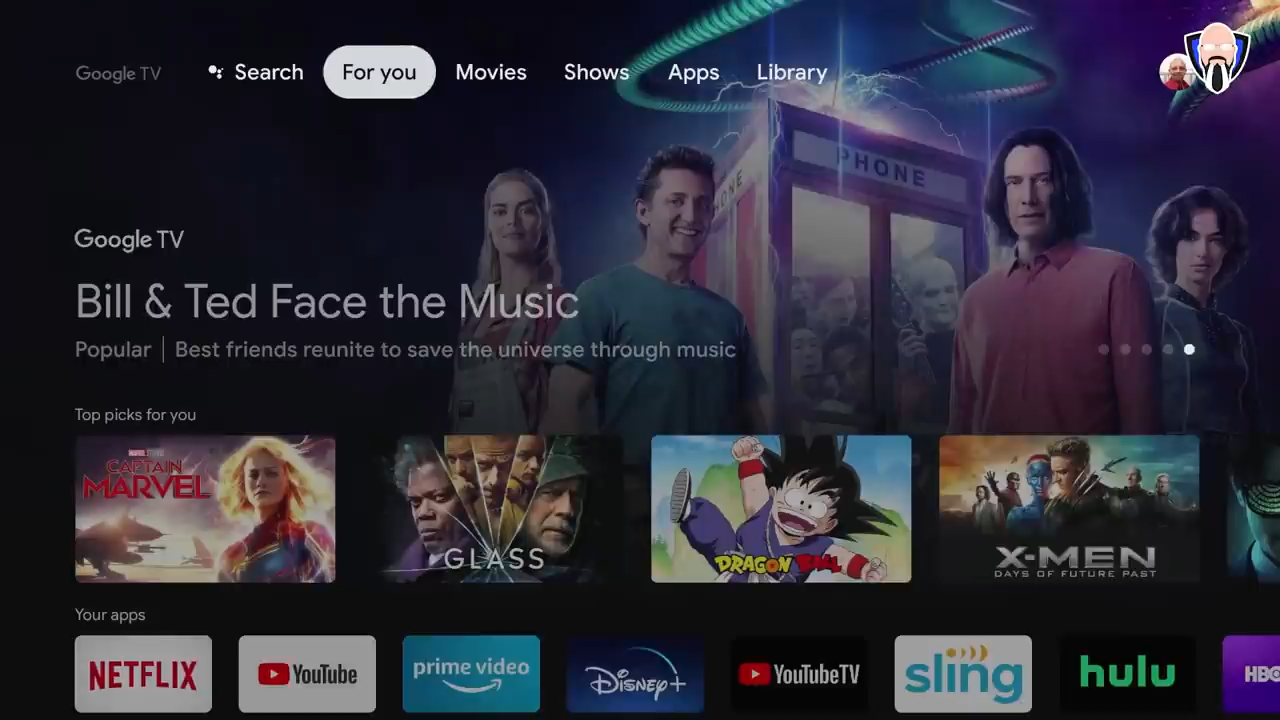 Google TV
Search
For you
Movies
Shows
Apps
Library
PHONE
Google TV
Bill & Ted Face the Music
Popular | Best friends reunite to save the universe through music
Top picks for you
MARVEL STUDIOS
CAPTAIN
MARVEL
GLASS
DRAGON BALL
X-MEN
DAYS OF FUTURE PAST
Your apps
NETFLIX
YouTube
prime video
Disney+
YouTubeTV
sling
hulu
HBO